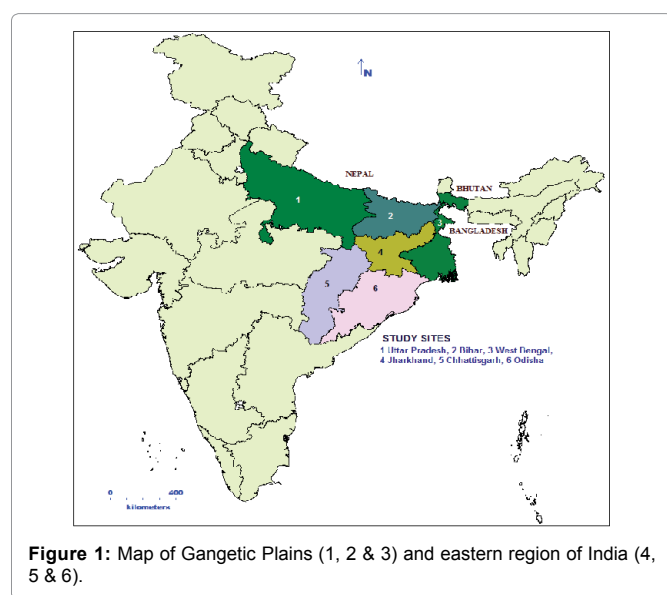 N
NEPAL
BHUTAN
1
2
3
BANGLADESH
4
5
6
STUDY SITES
1 Uttar Pradesh, 2 Bihar, 3 West Bengal,
4 Jharkhand, 5 Chhattisgarh, 6 Odisha
0 400
kilometers
Figure 1: Map of Gangetic Plains (1, 2 & 3) and eastern region of India (4,
5 & 6).